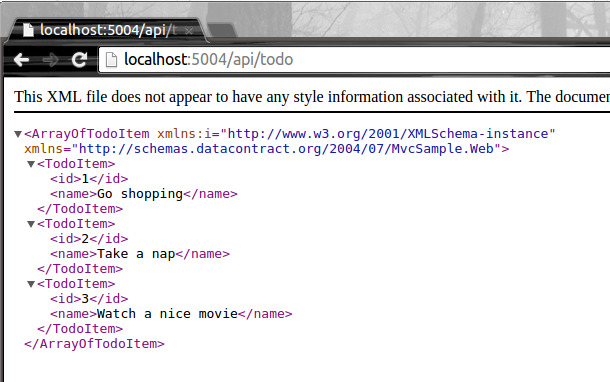 localhost:5004/api/t
localhost:5004/api/todo
This XML file does not appear to have any style information associated with it. The documen
<ArrayOfTodoItem xmlns:i="http://www.w3.org/2001/XMLSchema-instance"
xmlns="http://schemas.datacontract.org/2004/07/MvcSample.Web">
<TodoItem>
<id>1</id>
<name>Go shopping</name>
</TodoItem>
<TodoItem>
<id>2</id>
<name>Take a nap</name>
</TodoItem>
<TodoItem>
<id>3</id>
<name>Watch a nice movie</name>
</TodoItem>
</ArrayOfTodoItem>